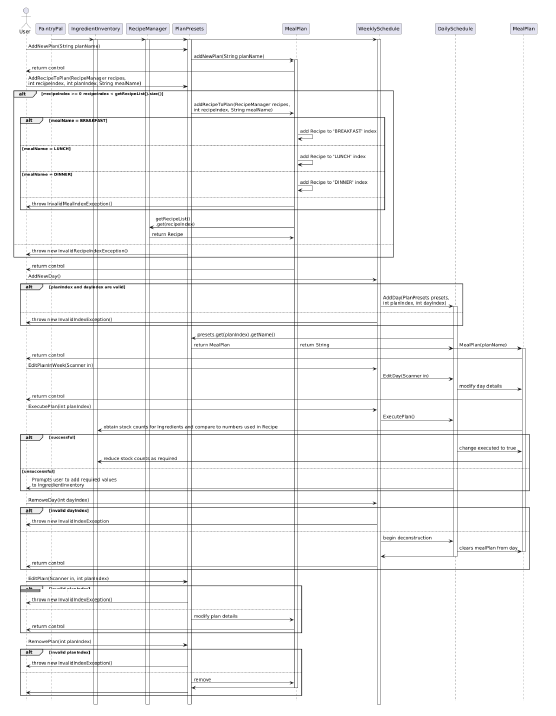 User
PantryPal
IngredientInventory
RecipeManager
PlanPresets
MealPlan
WeeklySchedule
DailySchedule
MealPlan
AddNewPlan(String planName)
addNewPlan(String planName)
return control
AddRecipeToPlan(RecipeManager recipes,
int recipeIndex, int planIndex, String mealName)
alt
[recipeIndex >= 0 recipeIndex < getRecipeList().size()]
addRecipeToPlan(RecipeManager recipes,
int recipeIndex, String mealName)
alt
[mealName = BREAKFAST]
add Recipe to 'BREAKFAST' index
[mealName = LUNCH]
add Recipe to 'LUNCH' index
[mealName = DINNER]
add Recipe to 'DINNER' index
throw InvalidMealIndexException()
getRecipeList()
.get(recipeIndex)
return Recipe
throw new InvalidRecipeIndexException()
return control
AddNewDay()
alt
[planIndex and dayIndex are valid]
AddDay(PlanPresets presets,
int planIndex, int dayIndex)
throw new InvalidIndexException()
presets.get(planIndex).getName()
return MealPlan
return String
MealPlan(planName)
return control
EditPlanInWeek(Scanner in)
EditDay(Scanner in)
modify day details
return control
ExecutePlan(int planIndex)
ExecutePlan()
obtain stock counts for Ingredients and compare to numbers used in Recipe
alt
[successful]
change executed to true
reduce stock counts as required
[unsuccessful]
Prompts user to add required values
to IngredientInventory
RemoveDay(int dayIndex)
alt
[Invalid dayIndex]
throw new InvalidIndexException
begin deconstruction
clears mealPlan from day
return control
EditPlan(Scanner in, int planIndex)
throw new InvalidIndexException()
modify plan details
return control
RemovePlan(int planIndex)
alt
[Invalid planIndex]
throw new InvalidIndexException()
remove